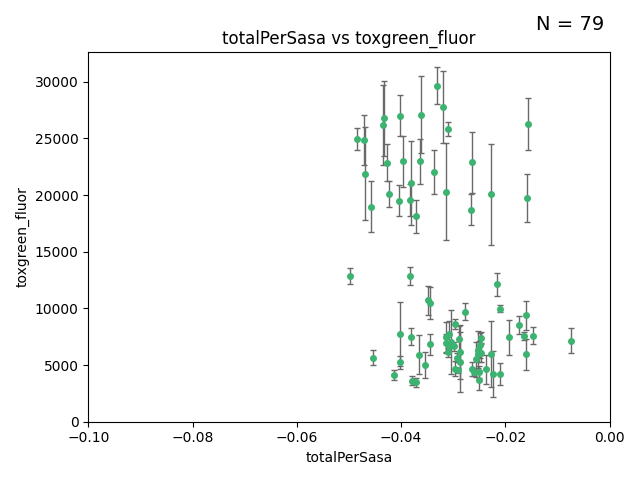 N = 79
totalPerSasa vs toxgreen_fluor
toxgreen_fluor
30000
25000
20000
15000
10000
5000
0
−0.10 −0.08 −0.06 −0.04 −0.02 0.00
totalPerSasa